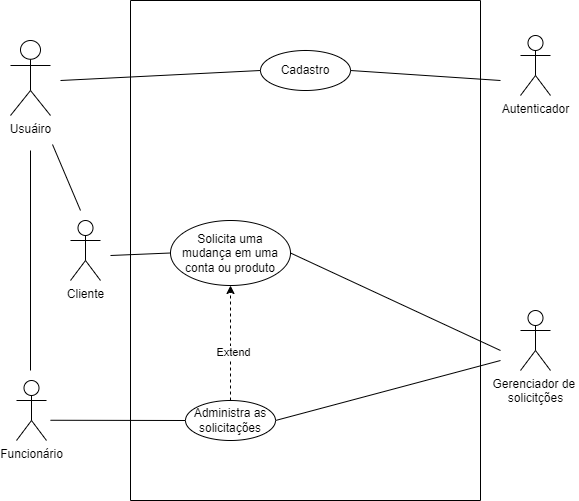 Cadastro
Autenticador
Usuáiro
Solicita uma
mudança em uma
conta ou produto
Cliente
Extend
Gerenciador de
solicitções
Administra as
solicitações
Funcionário